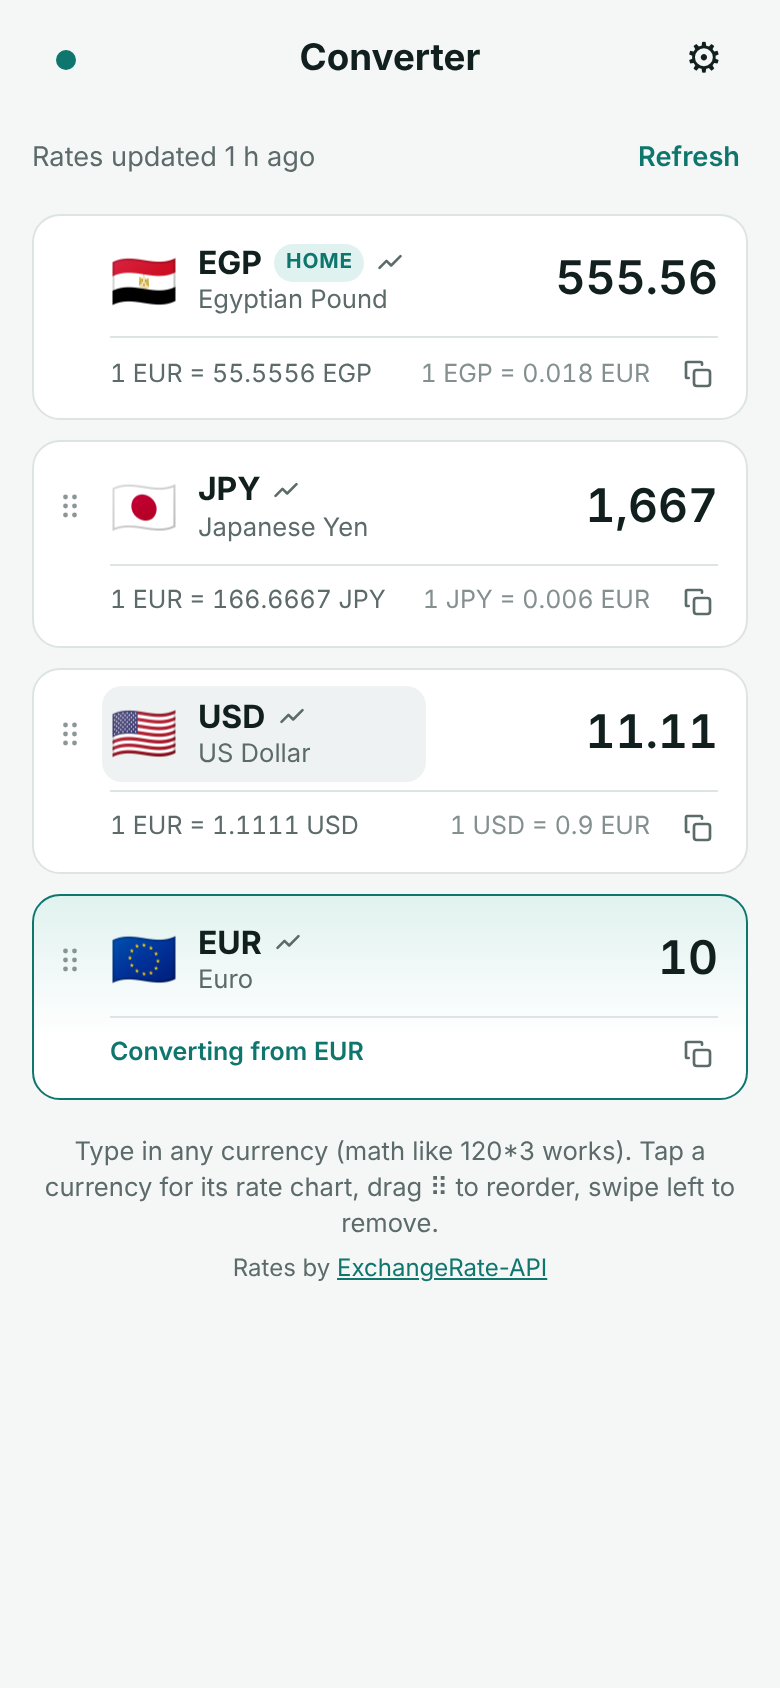 Converter
Rates updated 1 h ago
Refresh
EGP HOME
Egyptian Pound
555.56
1 EUR = 55.5556 EGP
1 EGP = 0.018 EUR
JPY
Japanese Yen
1,667
1 EUR = 166.6667 JPY
1 JPY = 0.006 EUR
USD
US Dollar
11.11
1 EUR = 1.1111 USD
1 USD = 0.9 EUR
EUR
Euro
10
Converting from EUR
Type in any currency (math like 120*3 works). Tap a
currency for its rate chart, drag ⠿ to reorder, swipe left to
remove.
Rates by ExchangeRate-API